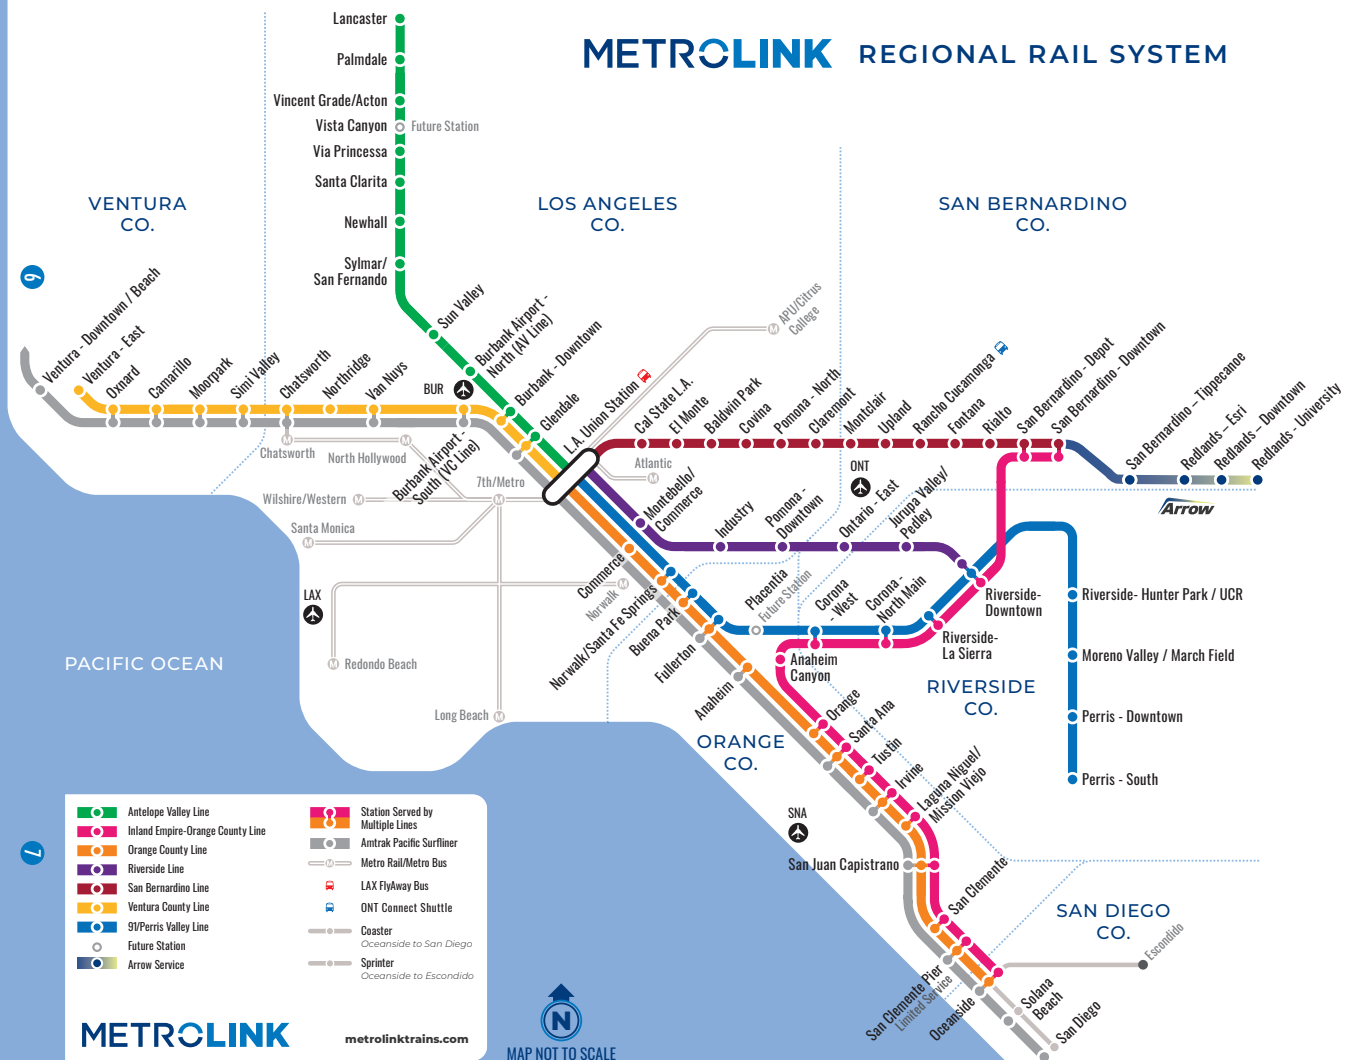 METROLINK REGIONAL RAIL SYSTEM
Lancaster
Palmdale
Vincent Grade/Acton
Vista Canyon
Future Station
Via Princessa
Santa Clarita
Newhall
Sylmar/
San Fernando
VENTURA
CO.
LOS ANGELES
CO.
SAN BERNARDINO
CO.
6
Ventura - Downtown / Beach
Ventura - East
Oxnard
Camarillo
Moorpark
Simi Valley
Chatsworth
Northridge
Van Nuys
BUR
Sun Valley
Burbank Airport -
North (AV Line)
Burbank - Downtown
Glendale
L.A. Union Station
M
APU/Citrus
College
Cal State L.A.
El Monte
Baldwin Park
Covina
Pomona - North
Claremont
Montclair
Upland
Rancho Cucamonga
Fontana
Rialto
San Bernardino - Depot
San Bernardino - Downtown
San Bernardino – Tippecanoe
Redlands – Esri
Redlands – Downtown
Redlands - University
Arrow
M
Chatsworth
M
North Hollywood
Burbank Airport -
South (VC Line)
Wilshire/Western
M
7th/Metro
M
Atlantic
M
Santa Monica
M
LAX
Montebello/
Commerce
Industry
Pomona -
Downtown
ONT
Ontario - East
Jurupa Valley/
Pedley
Commerce
Norwalk
M
Norwalk/Santa Fe Springs
Buena Park
Fullerton
Anaheim
Placentia
Future Station
Corona
- West
Corona -
North Main
Riverside-
Downtown
Riverside-
La Sierra
Riverside- Hunter Park / UCR
Moreno Valley / March Field
Perris - Downtown
Perris - South
PACIFIC OCEAN
M
Redondo Beach
Long Beach
M
Anaheim
Canyon
RIVERSIDE
CO.
ORANGE
CO.
Orange
Santa Ana
Tustin
Irvine
Laguna Niguel/
Mission Viejo
SNA
San Juan Capistrano
San Clemente
SAN DIEGO
CO.
Escondido
San Clemente Pier
Limited Service
Oceanside
Solana
Beach
San Diego
7
Antelope Valley Line
Inland Empire-Orange County Line
Orange County Line
Riverside Line
San Bernardino Line
Ventura County Line
91/Perris Valley Line
Future Station
Arrow Service
Station Served by
Multiple Lines
Amtrak Pacific Surfliner
M
Metro Rail/Metro Bus
LAX FlyAway Bus
ONT Connect Shuttle
Coaster
Oceanside to San Diego
Sprinter
Oceanside to Escondido
METROLINK
metrolinktrains.com
N
MAP NOT TO SCALE